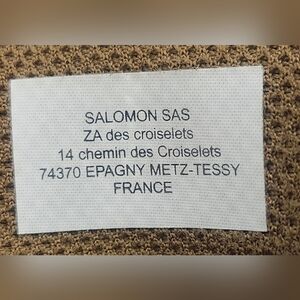 SALOMON SAS
ZA des croiselets
14 chemin des Croiselets
74370 EPAGNY METZ-TESSY
FRANCE